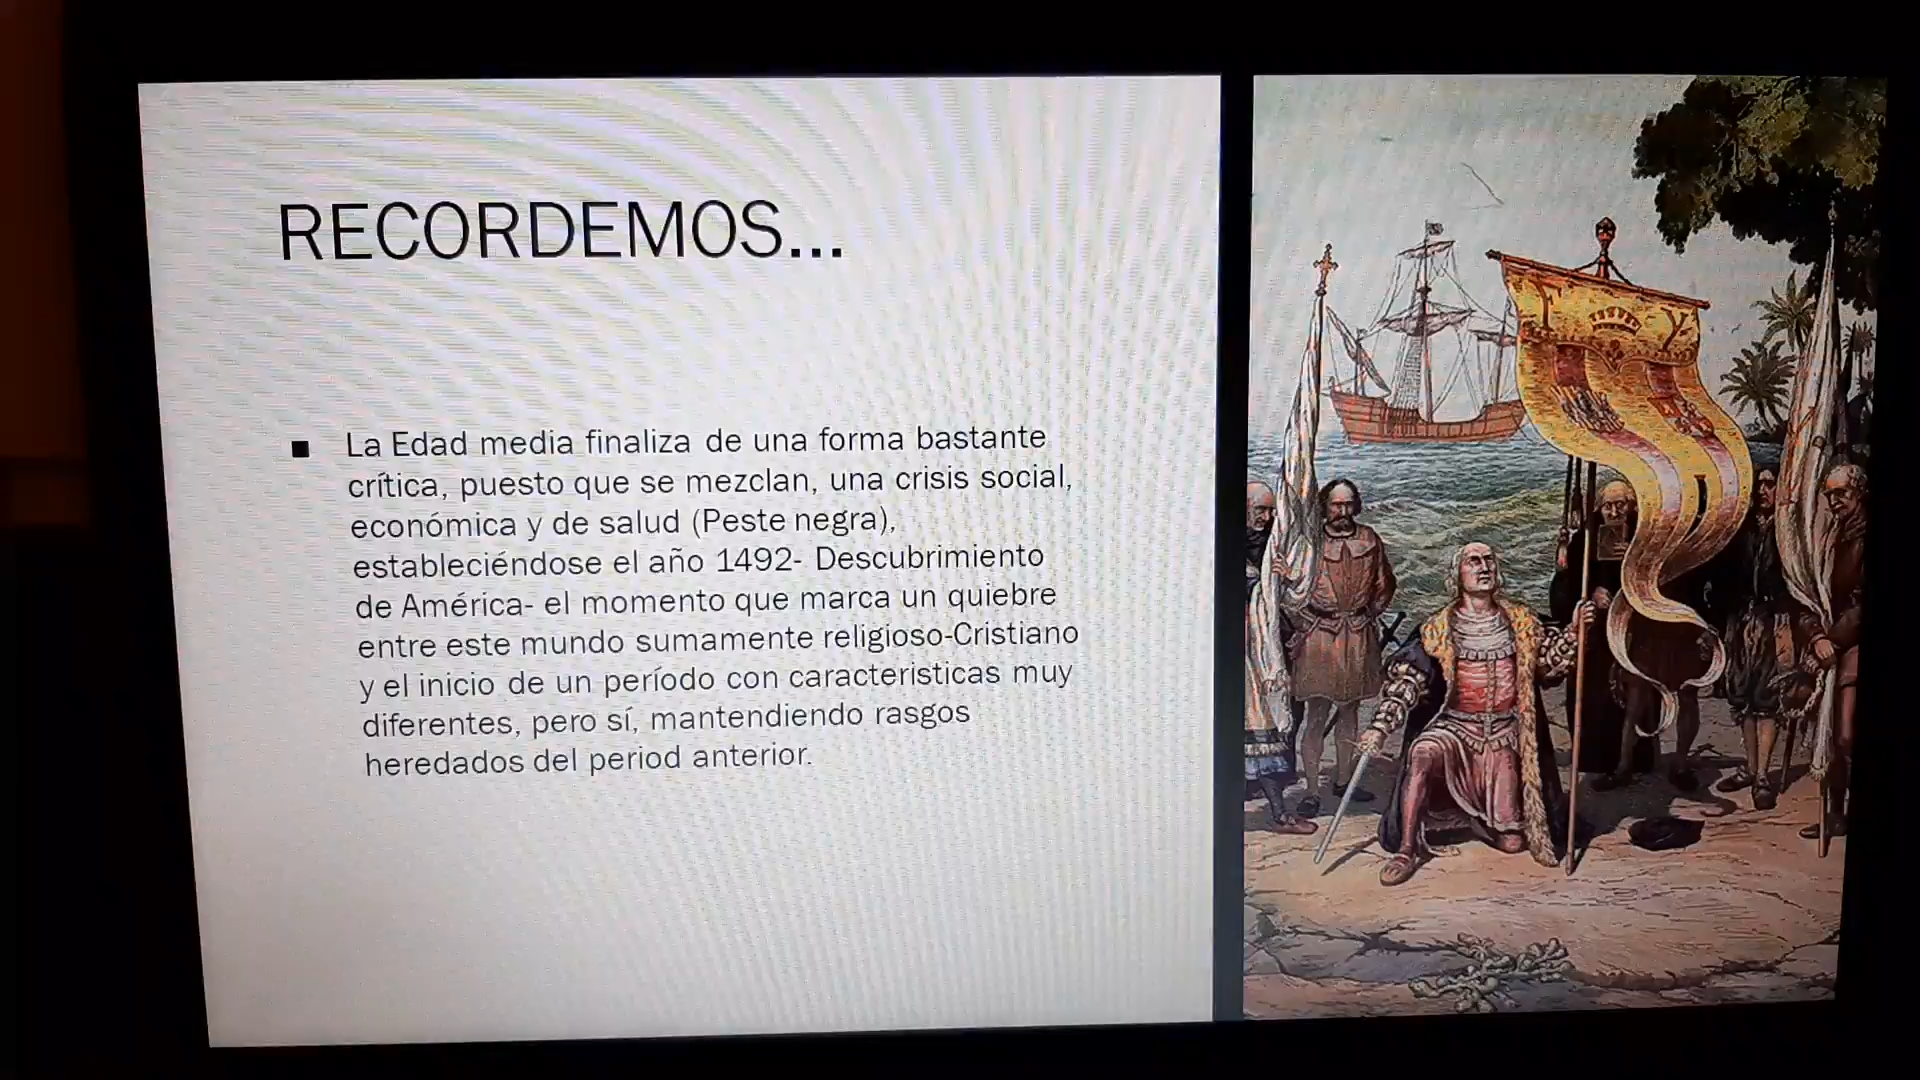 RECORDEMOS...
■ La Edad media finaliza de una forma bastante
crítica, puesto que se mezclan, una crisis social,
económica y de salud (Peste negra),
estableciéndose el año 1492- Descubrimiento
de América- el momento que marca un quiebre
entre este mundo sumamente religioso-Cristiano
y el inicio de un período con caracteristicas muy
diferentes, pero sí, mantendiendo rasgos
heredados del period anterior.
F Y